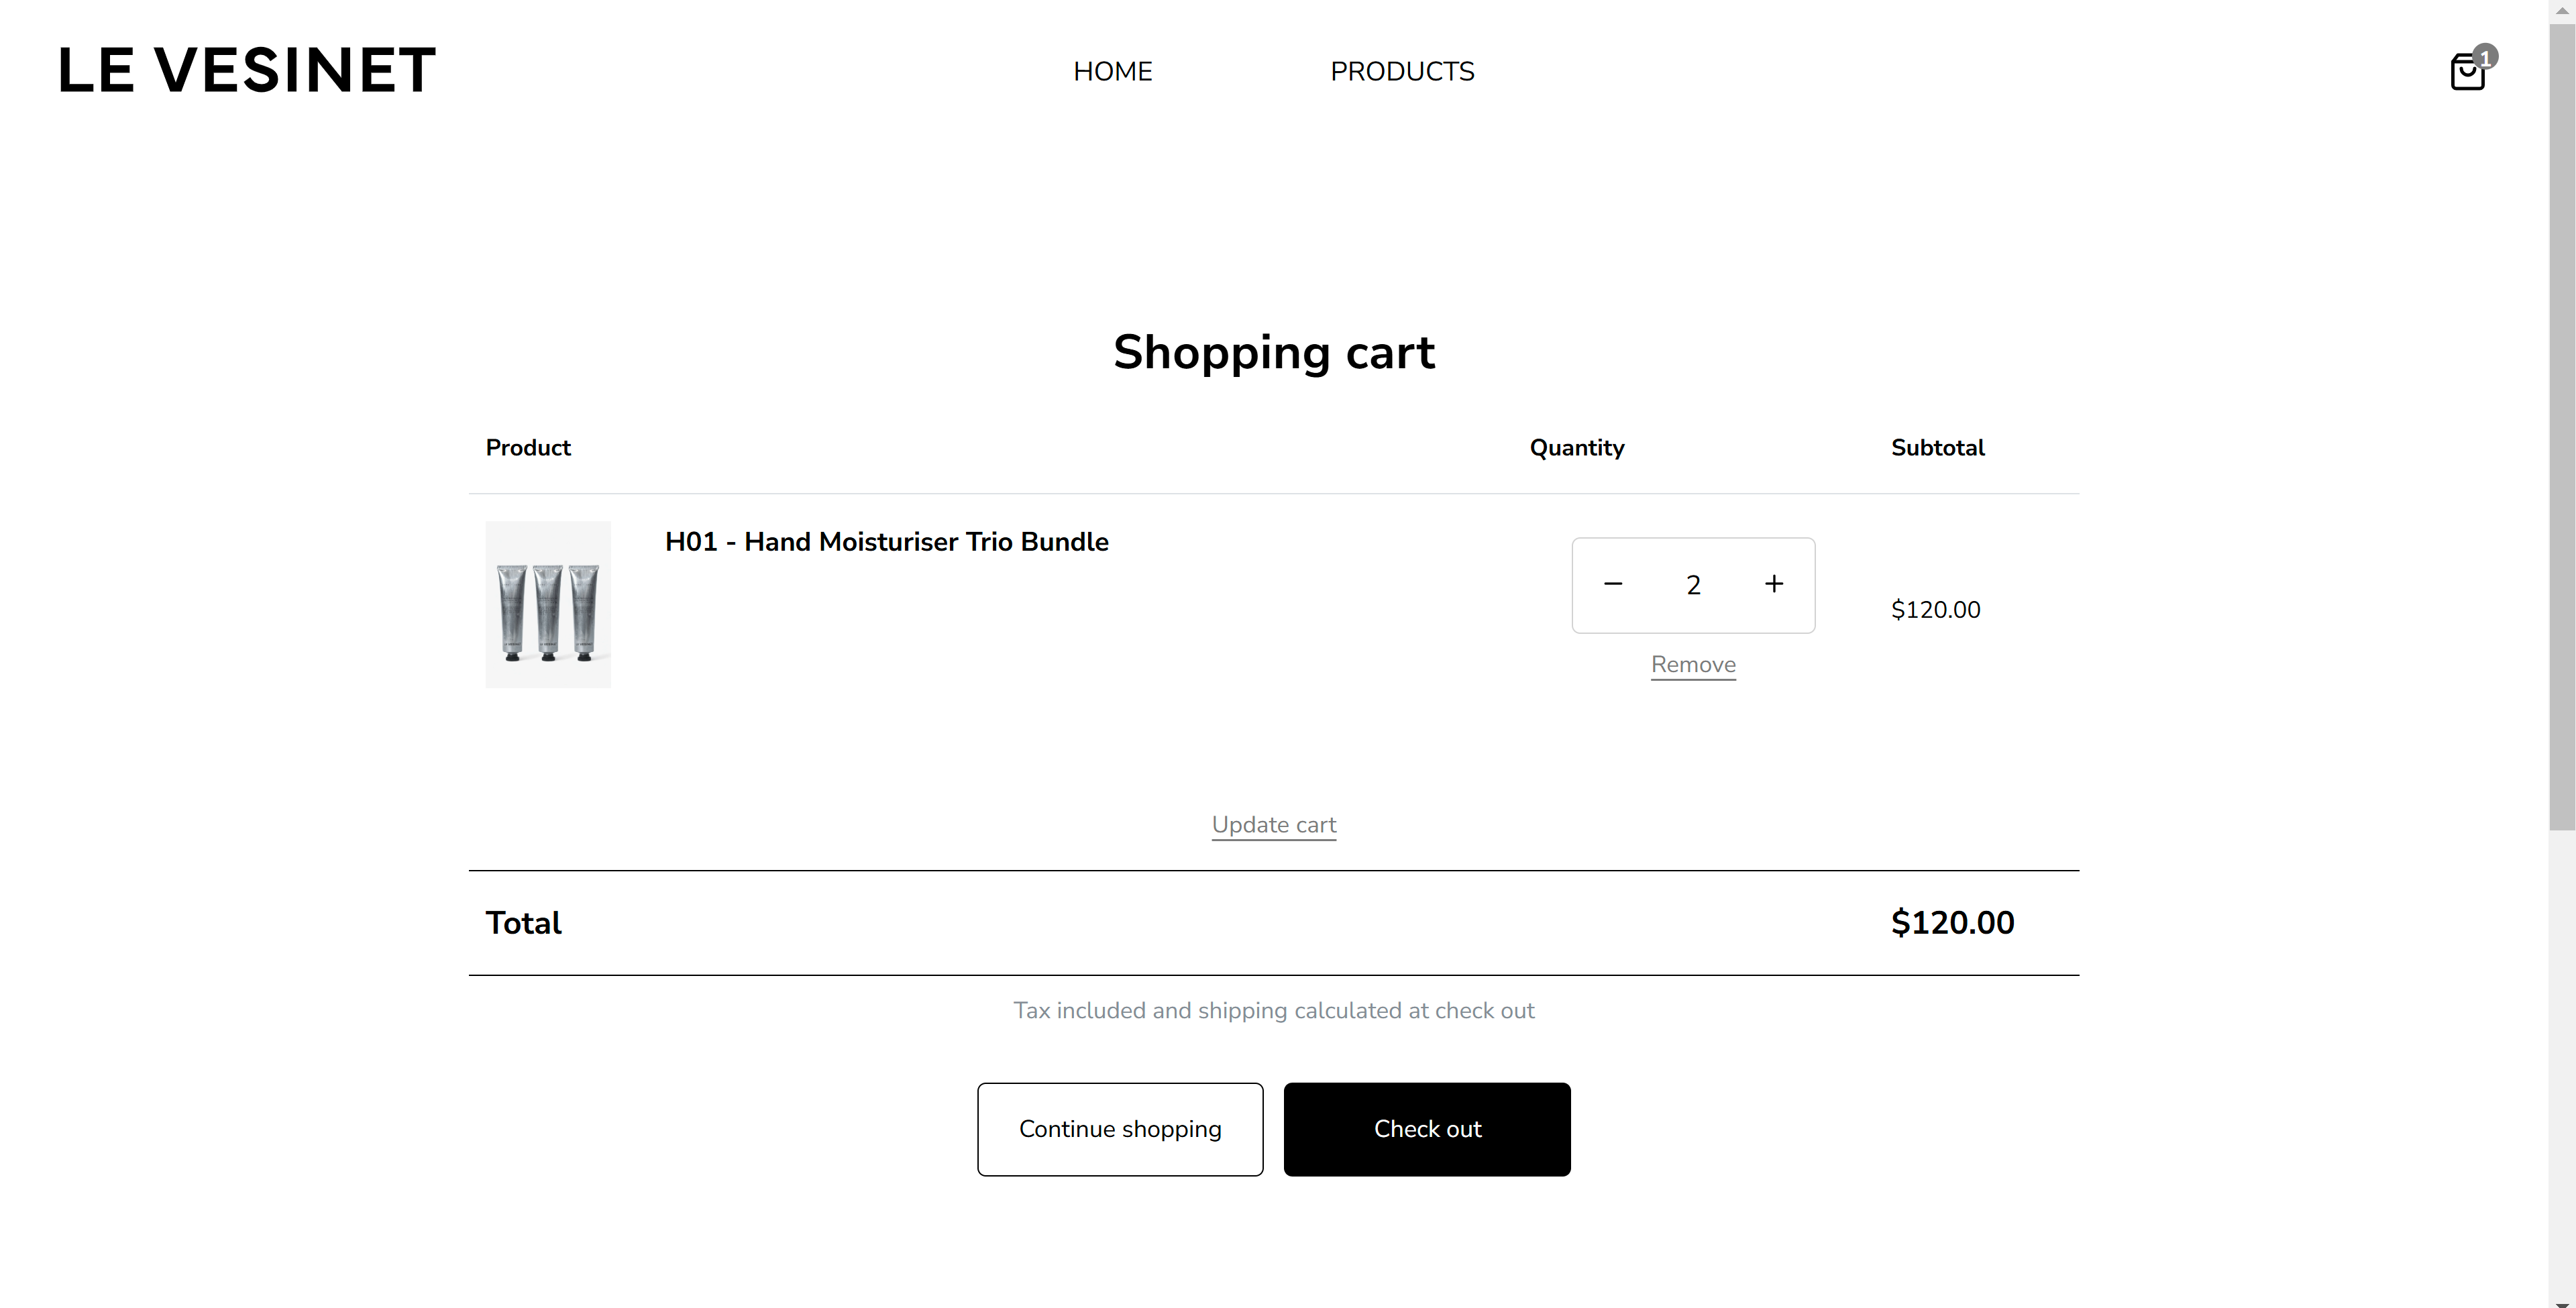 LE VESINET
HOME PRODUCTS
1
Shopping cart
Product Quantity Subtotal
H01 - Hand Moisturiser Trio Bundle
− 2 +
$120.00
Remove
Update cart
Total $120.00
Tax included and shipping calculated at check out
Continue shopping Check out